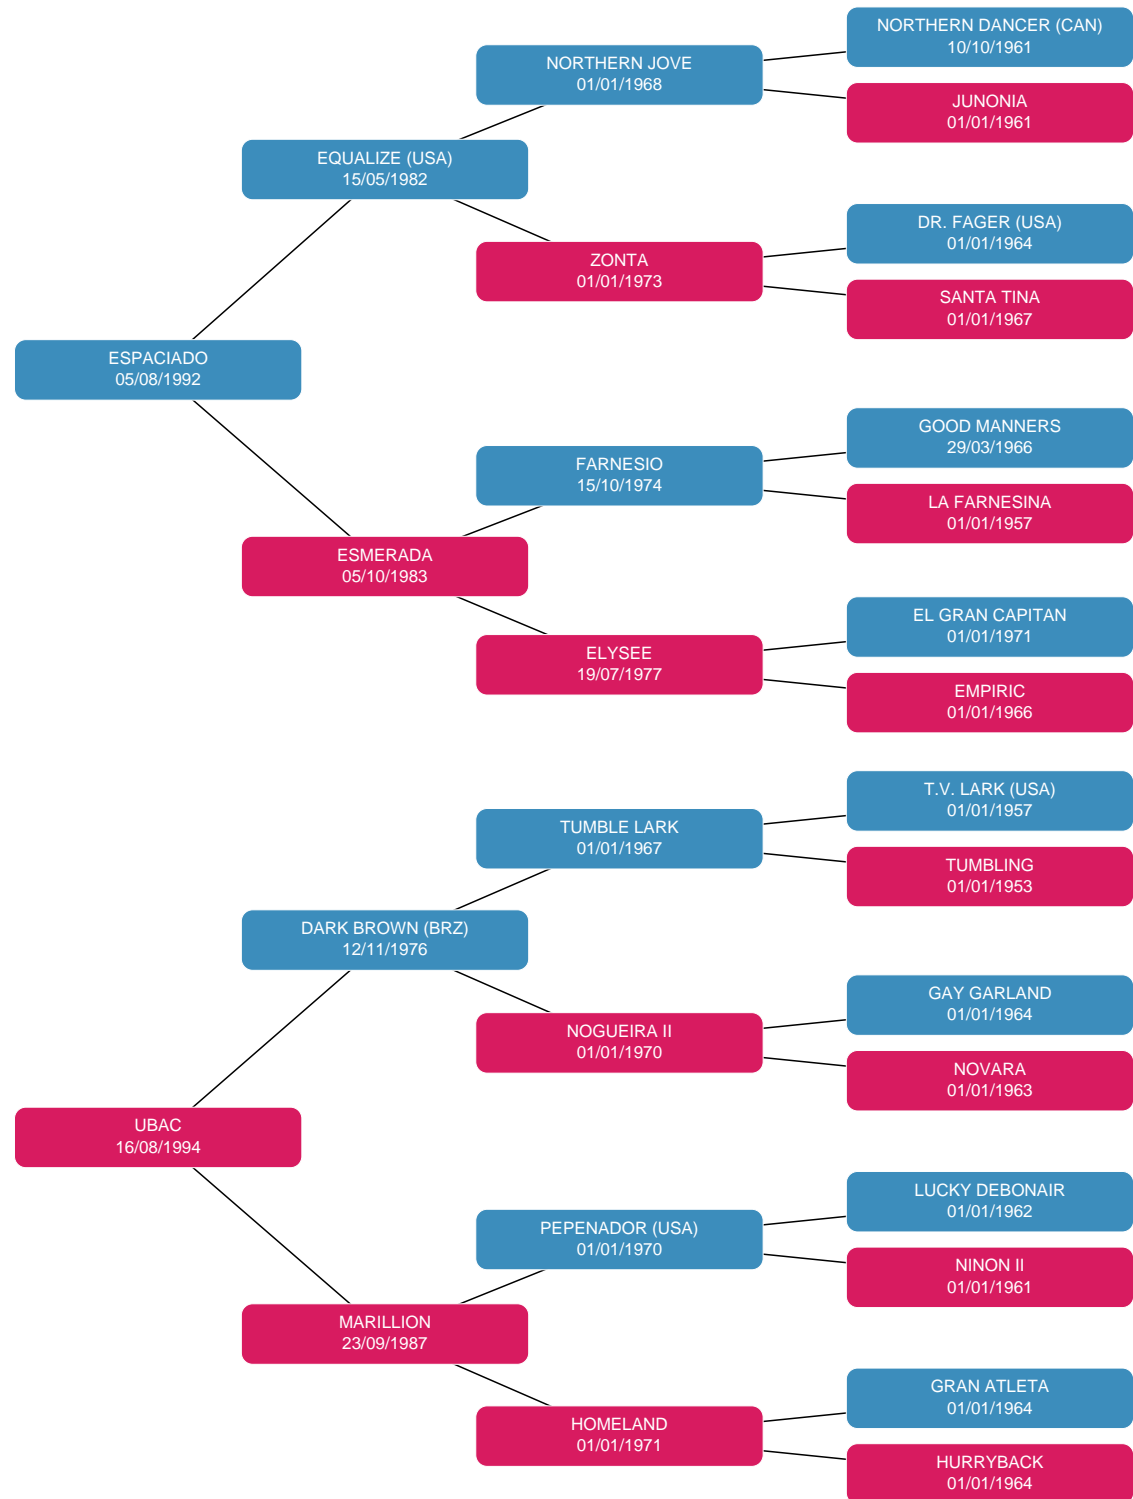 NORTHERN DANCER (CAN)
10/10/1961
NORTHERN JOVE
01/01/1968
JUNONIA
01/01/1961
EQUALIZE (USA)
15/05/1982
DR. FAGER (USA)
01/01/1964
ZONTA
01/01/1973
SANTA TINA
01/01/1967
ESPACIADO
05/08/1992
GOOD MANNERS
29/03/1966
FARNESIO
15/10/1974
LA FARNESINA
01/01/1957
ESMERADA
05/10/1983
EL GRAN CAPITAN
01/01/1971
ELYSEE
19/07/1977
EMPIRIC
01/01/1966
T.V. LARK (USA)
01/01/1957
TUMBLE LARK
01/01/1967
TUMBLING
01/01/1953
DARK BROWN (BRZ)
12/11/1976
GAY GARLAND
01/01/1964
NOGUEIRA II
01/01/1970
NOVARA
01/01/1963
UBAC
16/08/1994
LUCKY DEBONAIR
01/01/1962
PEPENADOR (USA)
01/01/1970
NINON II
01/01/1961
MARILLION
23/09/1987
GRAN ATLETA
01/01/1964
HOMELAND
01/01/1971
HURRYBACK
01/01/1964